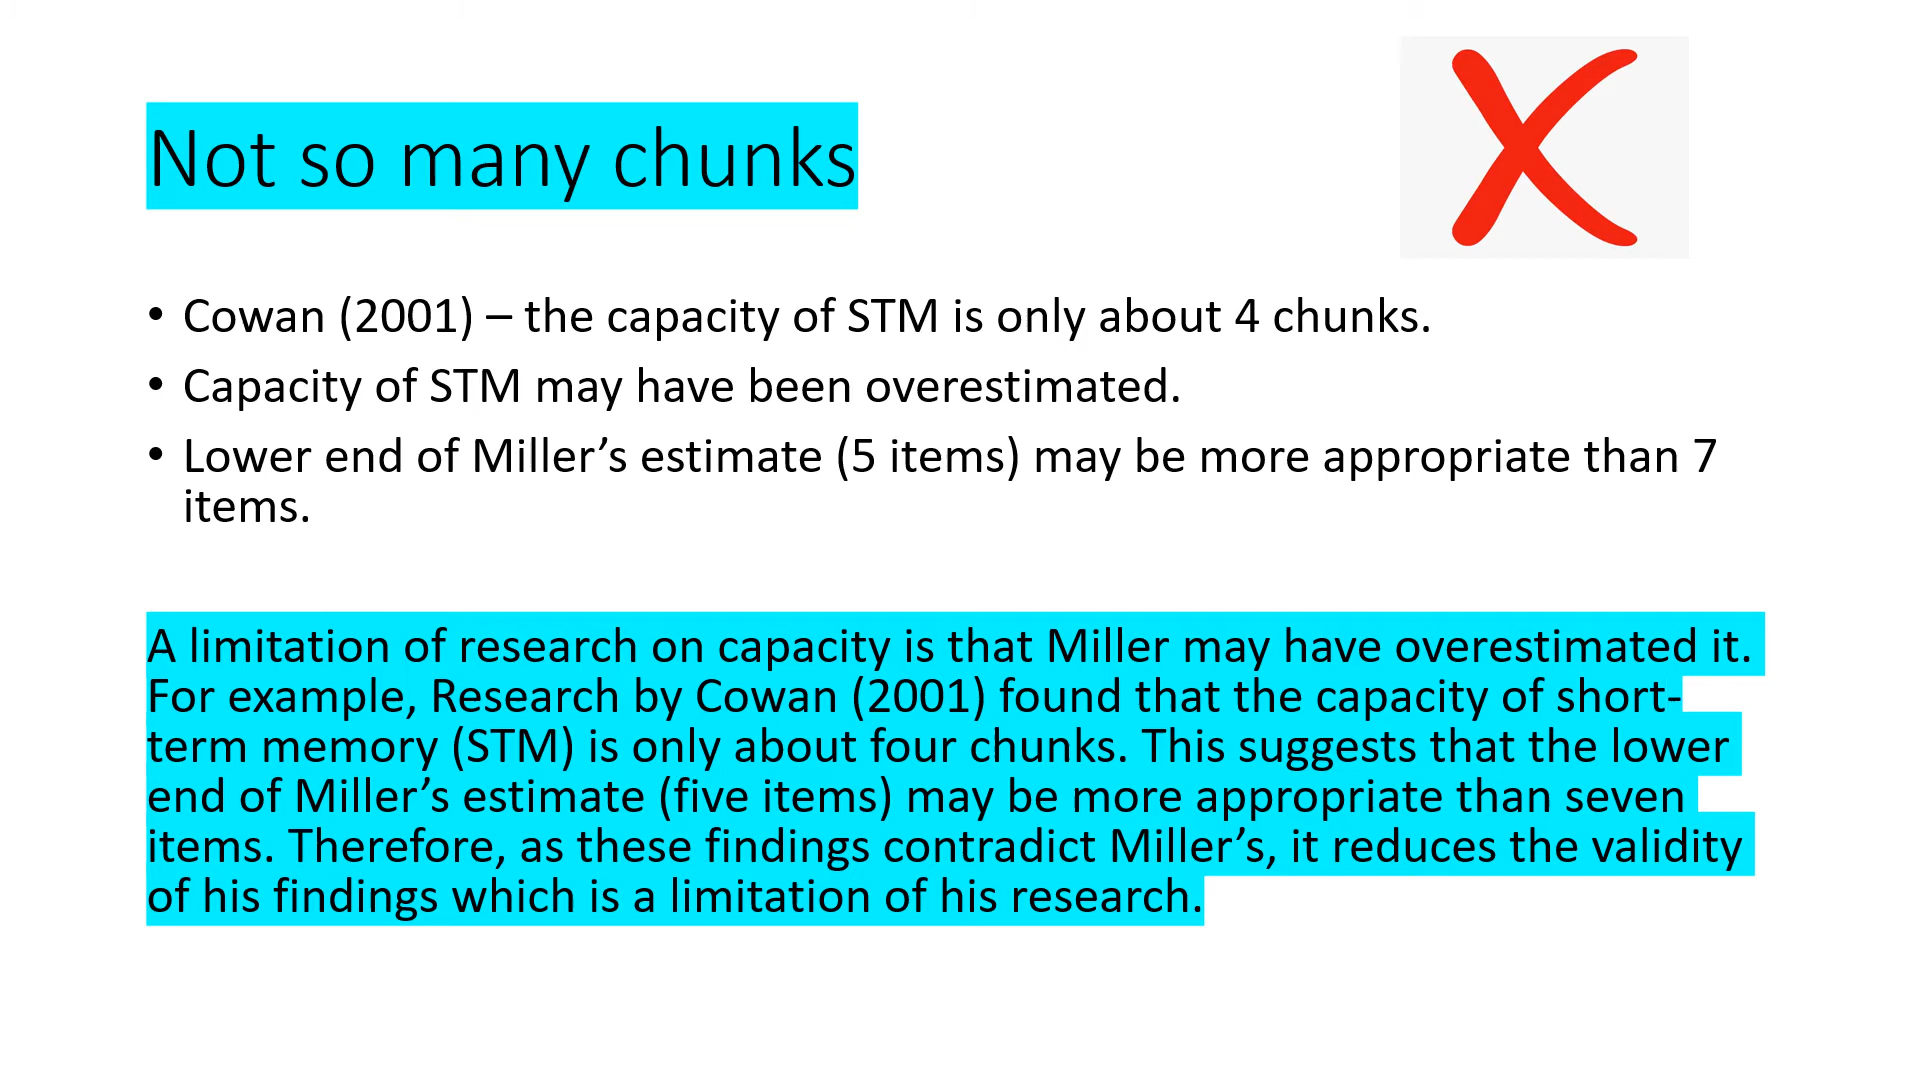 Not so many chunks
• Cowan (2001) – the capacity of STM is only about 4 chunks.
• Capacity of STM may have been overestimated.
• Lower end of Miller’s estimate (5 items) may be more appropriate than 7
items.
A limitation of research on capacity is that Miller may have overestimated it.
For example, Research by Cowan (2001) found that the capacity of short-
term memory (STM) is only about four chunks. This suggests that the lower
end of Miller’s estimate (five items) may be more appropriate than seven
items. Therefore, as these findings contradict Miller’s, it reduces the validity
of his findings which is a limitation of his research.